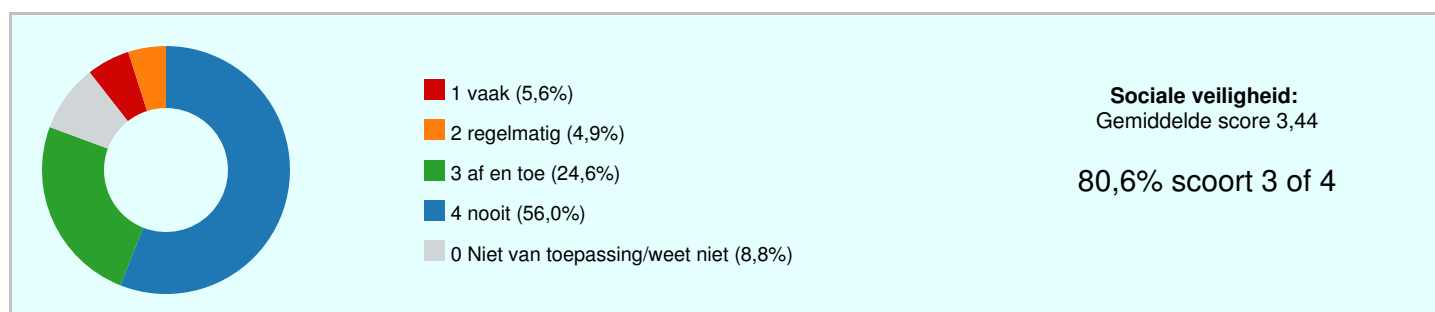 1 vaak (5,6%)
2 regelmatig (4,9%)
3 af en toe (24,6%)
4 nooit (56,0%)
0 Niet van toepassing/weet niet (8,8%)
Sociale veiligheid:
Gemiddelde score 3,44
80,6% scoort 3 of 4